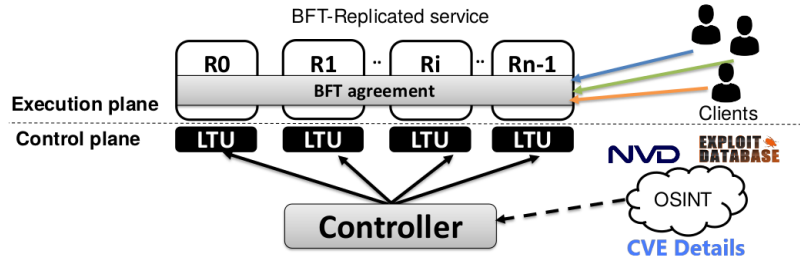 BFT-Replicated service
R0 R1 ·· Ri ·· Rn-1
BFT agreement
Execution plane
Clients
Control plane
LTU LTU LTU LTU
NVD
EXPLOIT
DATABASE
OSINT
Controller
CVE Details